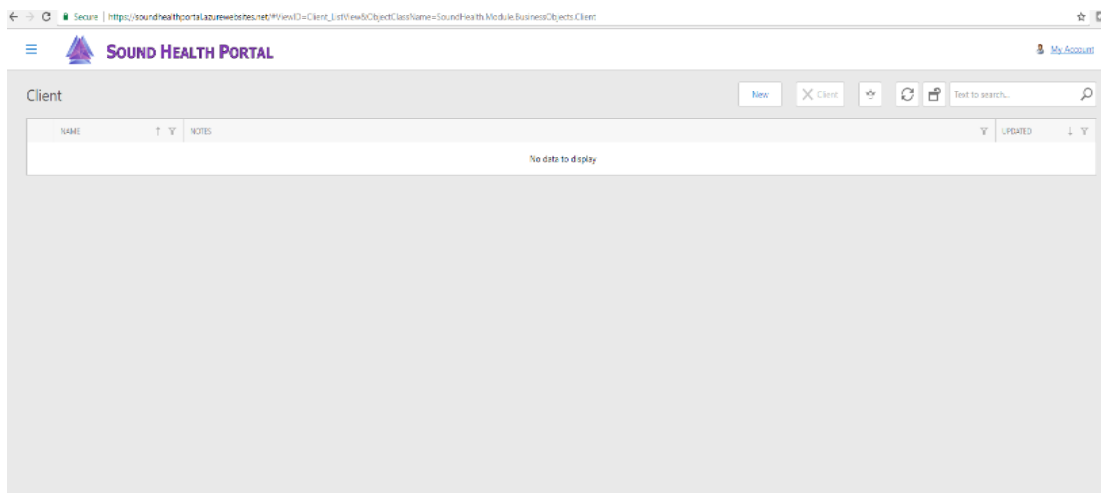 Secure | https://soundhealthportal.azurewebsites.net/#ViewID=Client_ListView&ObjectClassName=SoundHealth.Module.BusinessObjects.Client
SOUND HEALTH PORTAL
My Account
Client
New
Client
Text to search...
NAME
NOTES
UPDATED
No data to display